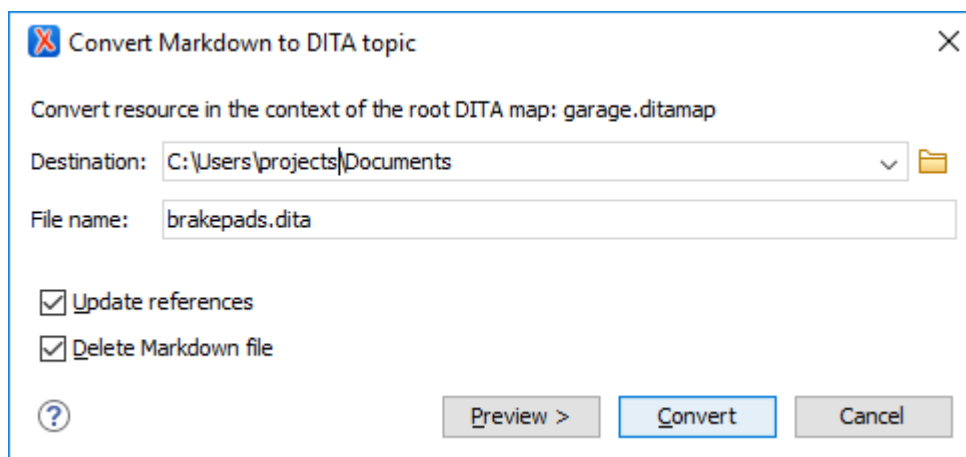 Convert Markdown to DITA topic
Convert resource in the context of the root DITA map: garage.ditamap
Destination: C:\Users\projects\Documents
File name: brakepads.dita
Update references
Delete Markdown file
? Preview > Convert Cancel